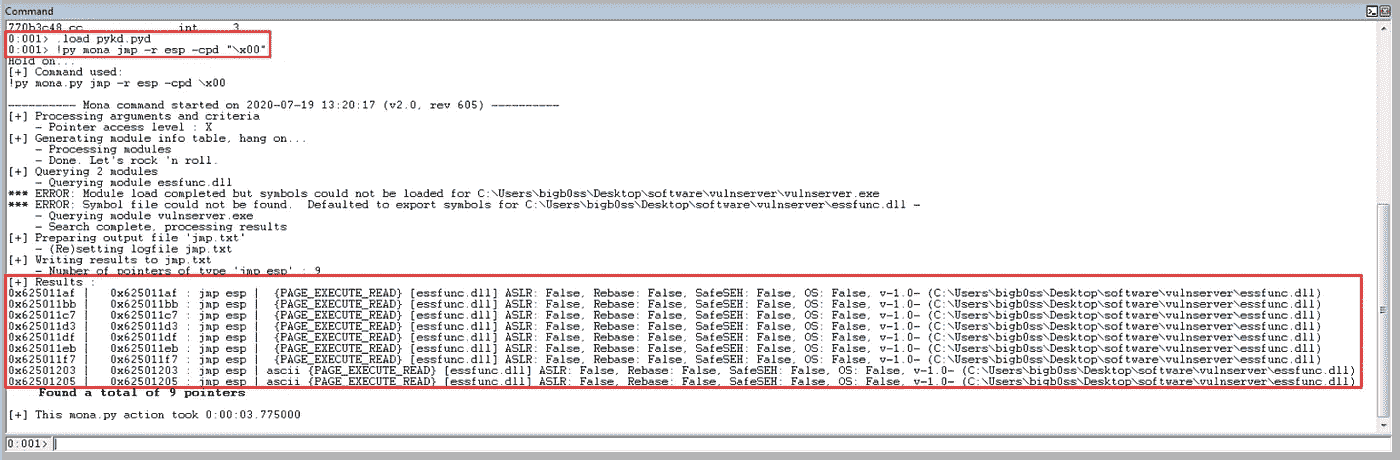 Command
770b3c48 cc              int     3
0:001> .load pykd.pyd
0:001> !py mona jmp -r esp -cpd "\x00"
Hold on...
[+] Command used:
!py mona.py jmp -r esp -cpd \x00
---------- Mona command started on 2020-07-19 13:20:17 (v2.0, rev 605) ----------
[+] Processing arguments and criteria
- Pointer access level : X
[+] Generating module info table, hang on...
- Processing modules
- Done. Let's rock 'n roll.
[+] Querying 2 modules
- Querying module essfunc.dll
*** ERROR: Module load completed but symbols could not be loaded for C:\Users\bigb0ss\Desktop\software\vulnserver\vulnserver.exe
*** ERROR: Symbol file could not be found.  Defaulted to export symbols for C:\Users\bigb0ss\Desktop\software\vulnserver\essfunc.dll -
- Querying module vulnserver.exe
- Search complete, processing results
[+] Preparing output file 'jmp.txt'
- (Re)setting logfile jmp.txt
[+] Writing results to jmp.txt
- Number of pointers of type 'jmp esp' : 9
[+] Results :
0x625011af |   0x625011af : jmp esp |  {PAGE_EXECUTE_READ} [essfunc.dll] ASLR: False, Rebase: False, SafeSEH: False, OS: False, v-1.0- (C:\Users\bigb0ss\Desktop\software\vulnserver\essfunc.dll)
0x625011bb |   0x625011bb : jmp esp |  {PAGE_EXECUTE_READ} [essfunc.dll] ASLR: False, Rebase: False, SafeSEH: False, OS: False, v-1.0- (C:\Users\bigb0ss\Desktop\software\vulnserver\essfunc.dll)
0x625011c7 |   0x625011c7 : jmp esp |  {PAGE_EXECUTE_READ} [essfunc.dll] ASLR: False, Rebase: False, SafeSEH: False, OS: False, v-1.0- (C:\Users\bigb0ss\Desktop\software\vulnserver\essfunc.dll)
0x625011d3 |   0x625011d3 : jmp esp |  {PAGE_EXECUTE_READ} [essfunc.dll] ASLR: False, Rebase: False, SafeSEH: False, OS: False, v-1.0- (C:\Users\bigb0ss\Desktop\software\vulnserver\essfunc.dll)
0x625011df |   0x625011df : jmp esp |  {PAGE_EXECUTE_READ} [essfunc.dll] ASLR: False, Rebase: False, SafeSEH: False, OS: False, v-1.0- (C:\Users\bigb0ss\Desktop\software\vulnserver\essfunc.dll)
0x625011eb |   0x625011eb : jmp esp |  {PAGE_EXECUTE_READ} [essfunc.dll] ASLR: False, Rebase: False, SafeSEH: False, OS: False, v-1.0- (C:\Users\bigb0ss\Desktop\software\vulnserver\essfunc.dll)
0x625011f7 |   0x625011f7 : jmp esp |  {PAGE_EXECUTE_READ} [essfunc.dll] ASLR: False, Rebase: False, SafeSEH: False, OS: False, v-1.0- (C:\Users\bigb0ss\Desktop\software\vulnserver\essfunc.dll)
0x62501203 |   0x62501203 : jmp esp | ascii {PAGE_EXECUTE_READ} [essfunc.dll] ASLR: False, Rebase: False, SafeSEH: False, OS: False, v-1.0- (C:\Users\bigb0ss\Desktop\software\vulnserver\essfunc.dll)
0x62501205 |   0x62501205 : jmp esp | ascii {PAGE_EXECUTE_READ} [essfunc.dll] ASLR: False, Rebase: False, SafeSEH: False, OS: False, v-1.0- (C:\Users\bigb0ss\Desktop\software\vulnserver\essfunc.dll)
Found a total of 9 pointers
[+] This mona.py action took 0:00:03.775000
0:001>